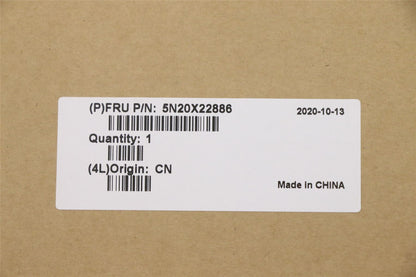 (P)FRU P/N: 5N20X22886
2020-10-13
Quantity: 1
(4L)Origin: CN
Made in CHINA